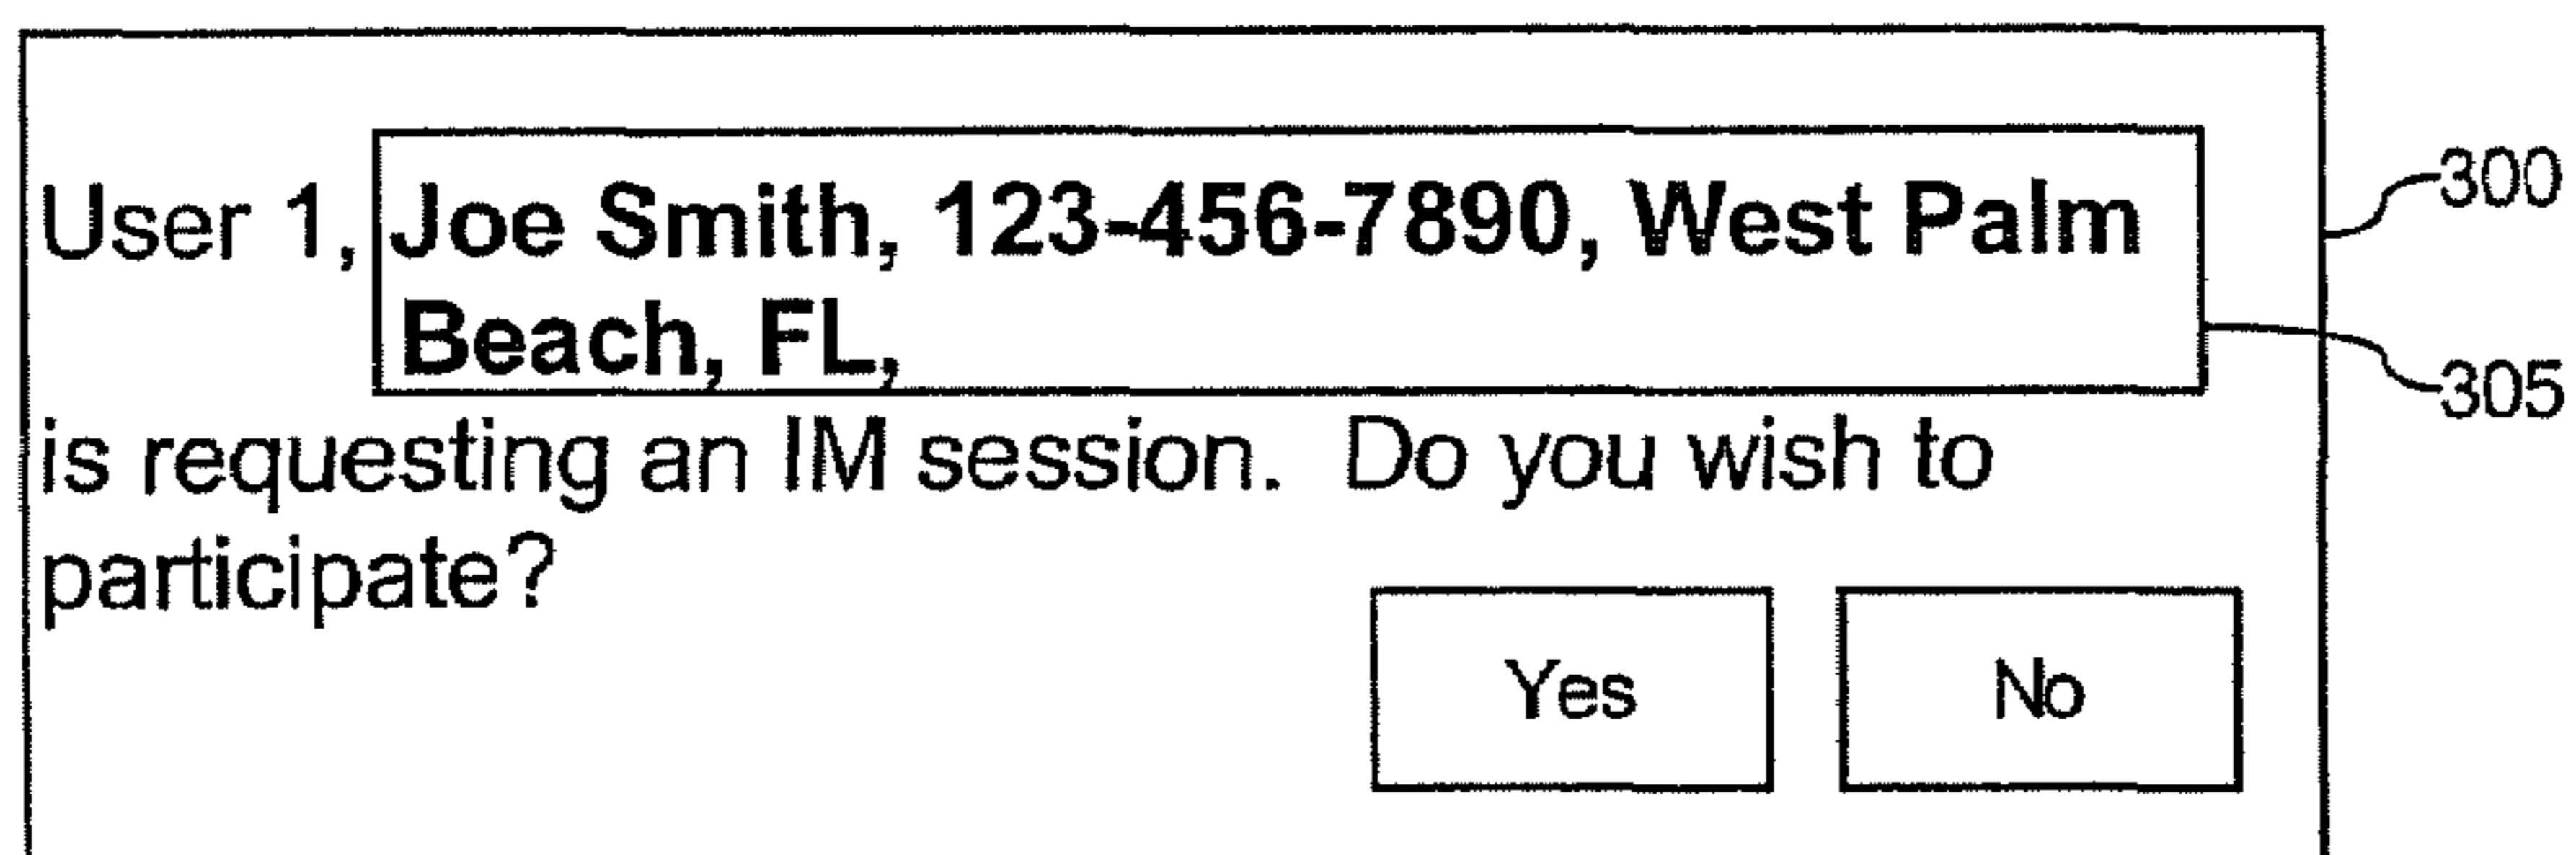 User 1, Joe Smith, 123-456-7890, West Palm
Beach, FL,
is requesting an IM session. Do you wish to
participate?
Yes No
300
305